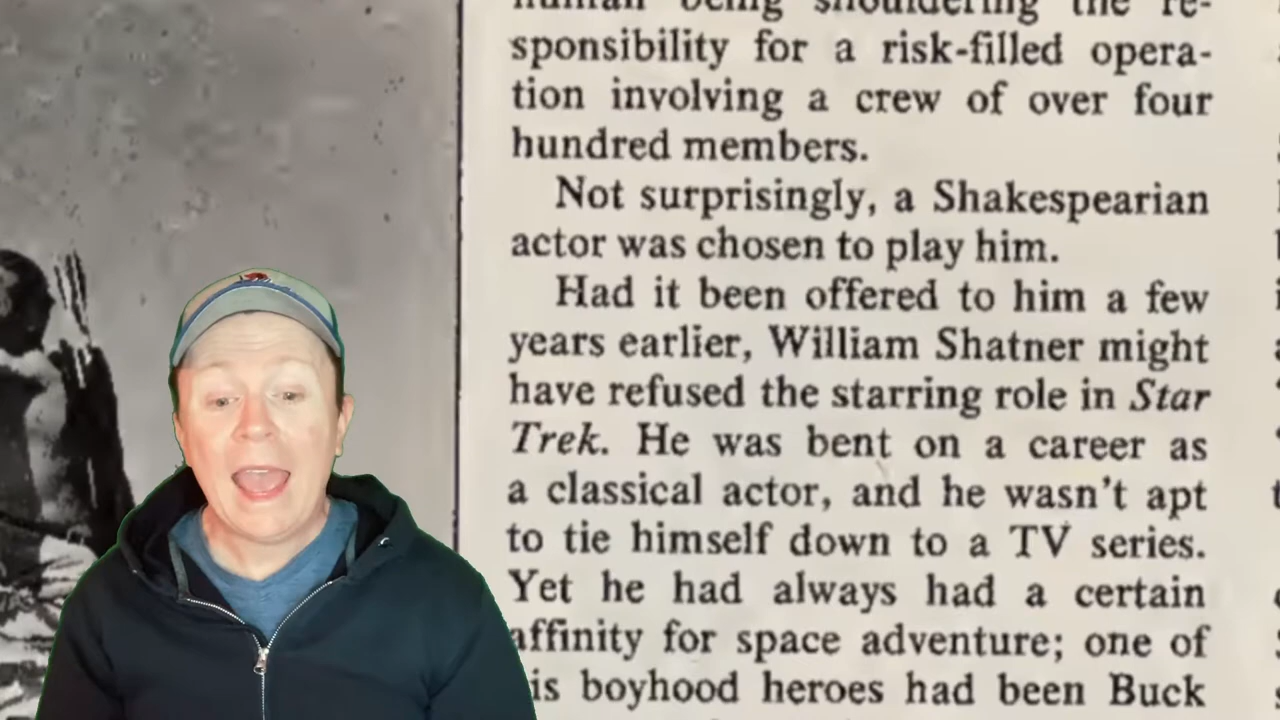 human being shouldering the re-
sponsibility for a risk-filled opera-
tion involving a crew of over four
hundred members.
Not surprisingly, a Shakespearian
actor was chosen to play him.
Had it been offered to him a few
years earlier, William Shatner might
have refused the starring role in Star
Trek. He was bent on a career as
a classical actor, and he wasn't apt
to tie himself down to a TV series.
Yet he had always had a certain
affinity for space adventure; one of
is boyhood heroes had been Buck